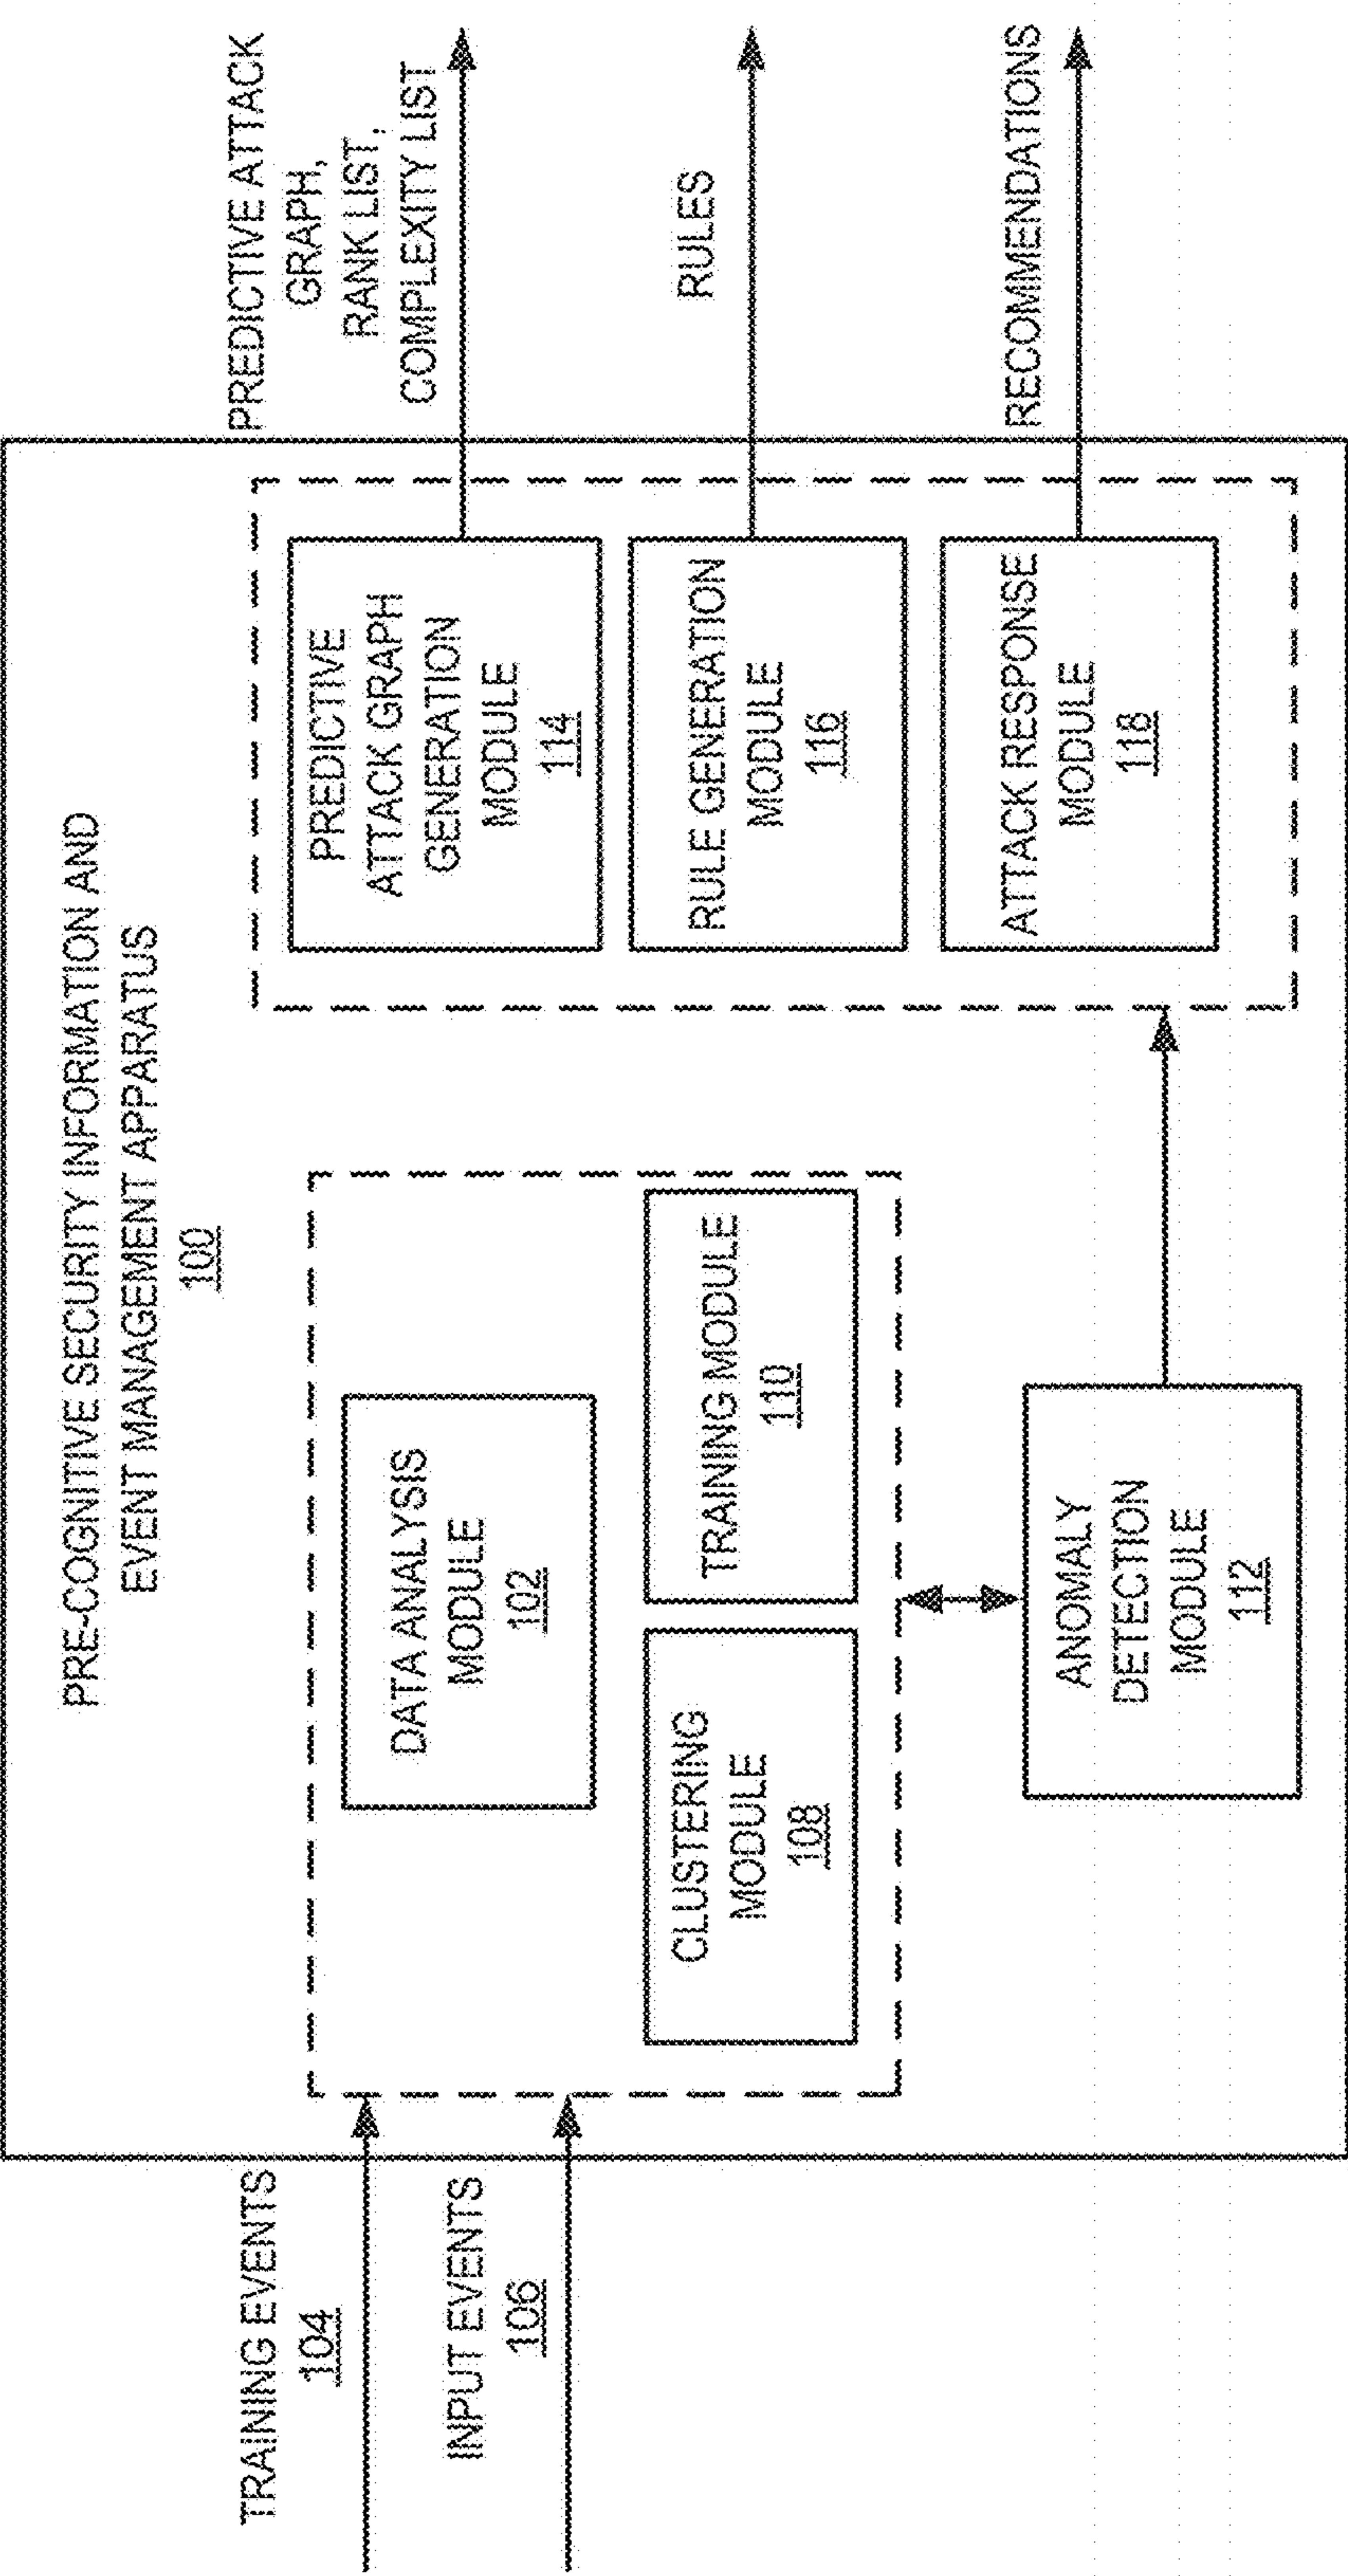 PRE-COGNITIVE SECURITY INFORMATION AND
EVENT MANAGEMENT APPARATUS
100
TRAINING EVENTS
104
INPUT EVENTS
106
DATA ANALYSIS
MODULE
102
CLUSTERING
MODULE
108
TRAINING MODULE
110
ANOMALY
DETECTION
MODULE
112
PREDICTIVE
ATTACK GRAPH
GENERATION
MODULE
114
RULE GENERATION
MODULE
116
ATTACK RESPONSE
MODULE
118
PREDICTIVE ATTACK
GRAPH,
RANK LIST,
COMPLEXITY LIST
RULES
RECOMMENDATIONS